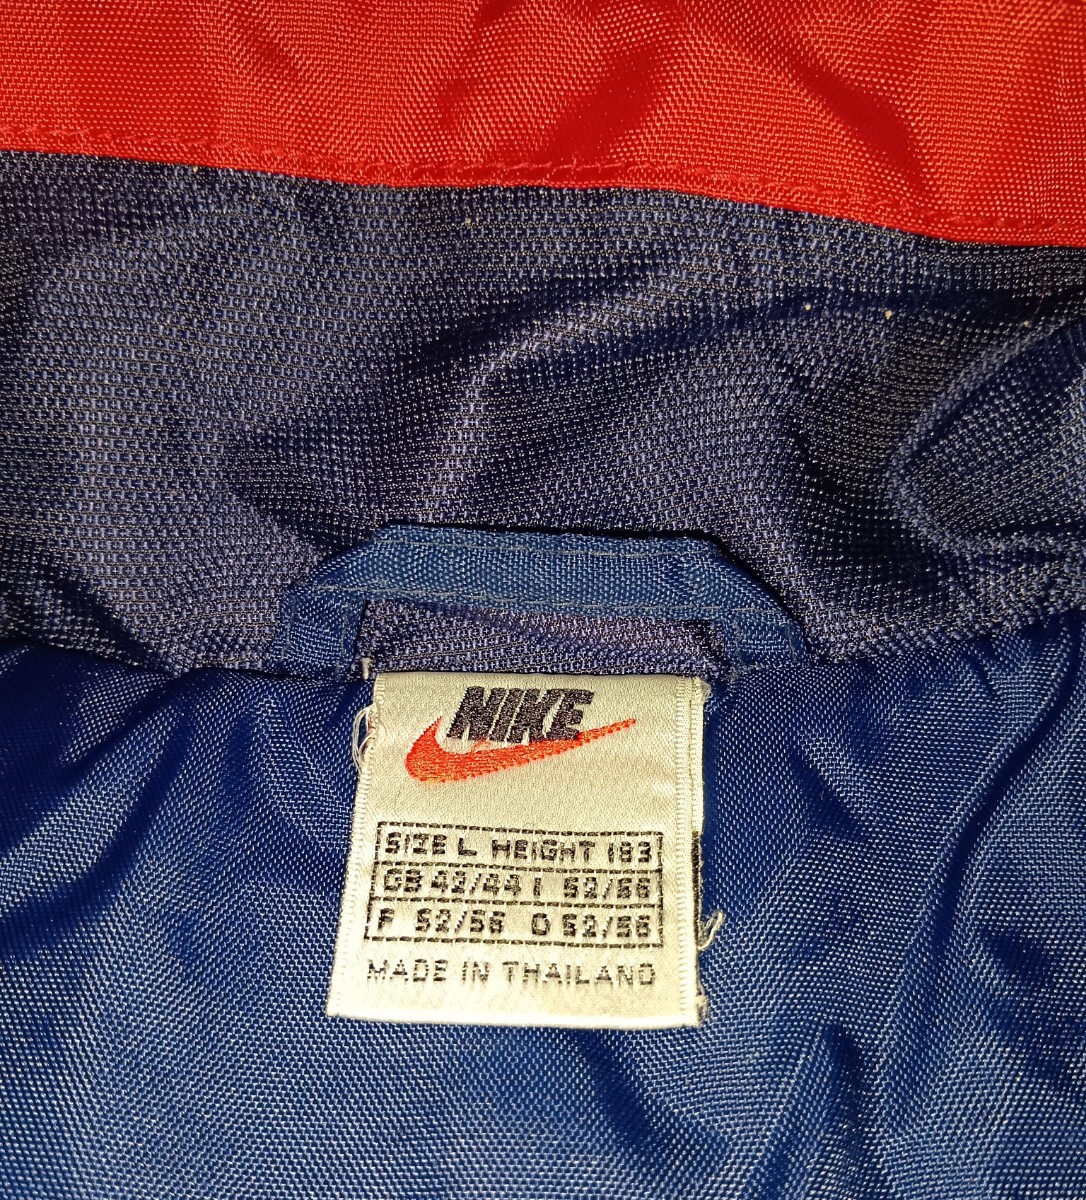 NIKE
SIZE L HEIGHT 183
GB 42/44 I 52/56
F 52/56 D 52/56
MADE IN THAILAND